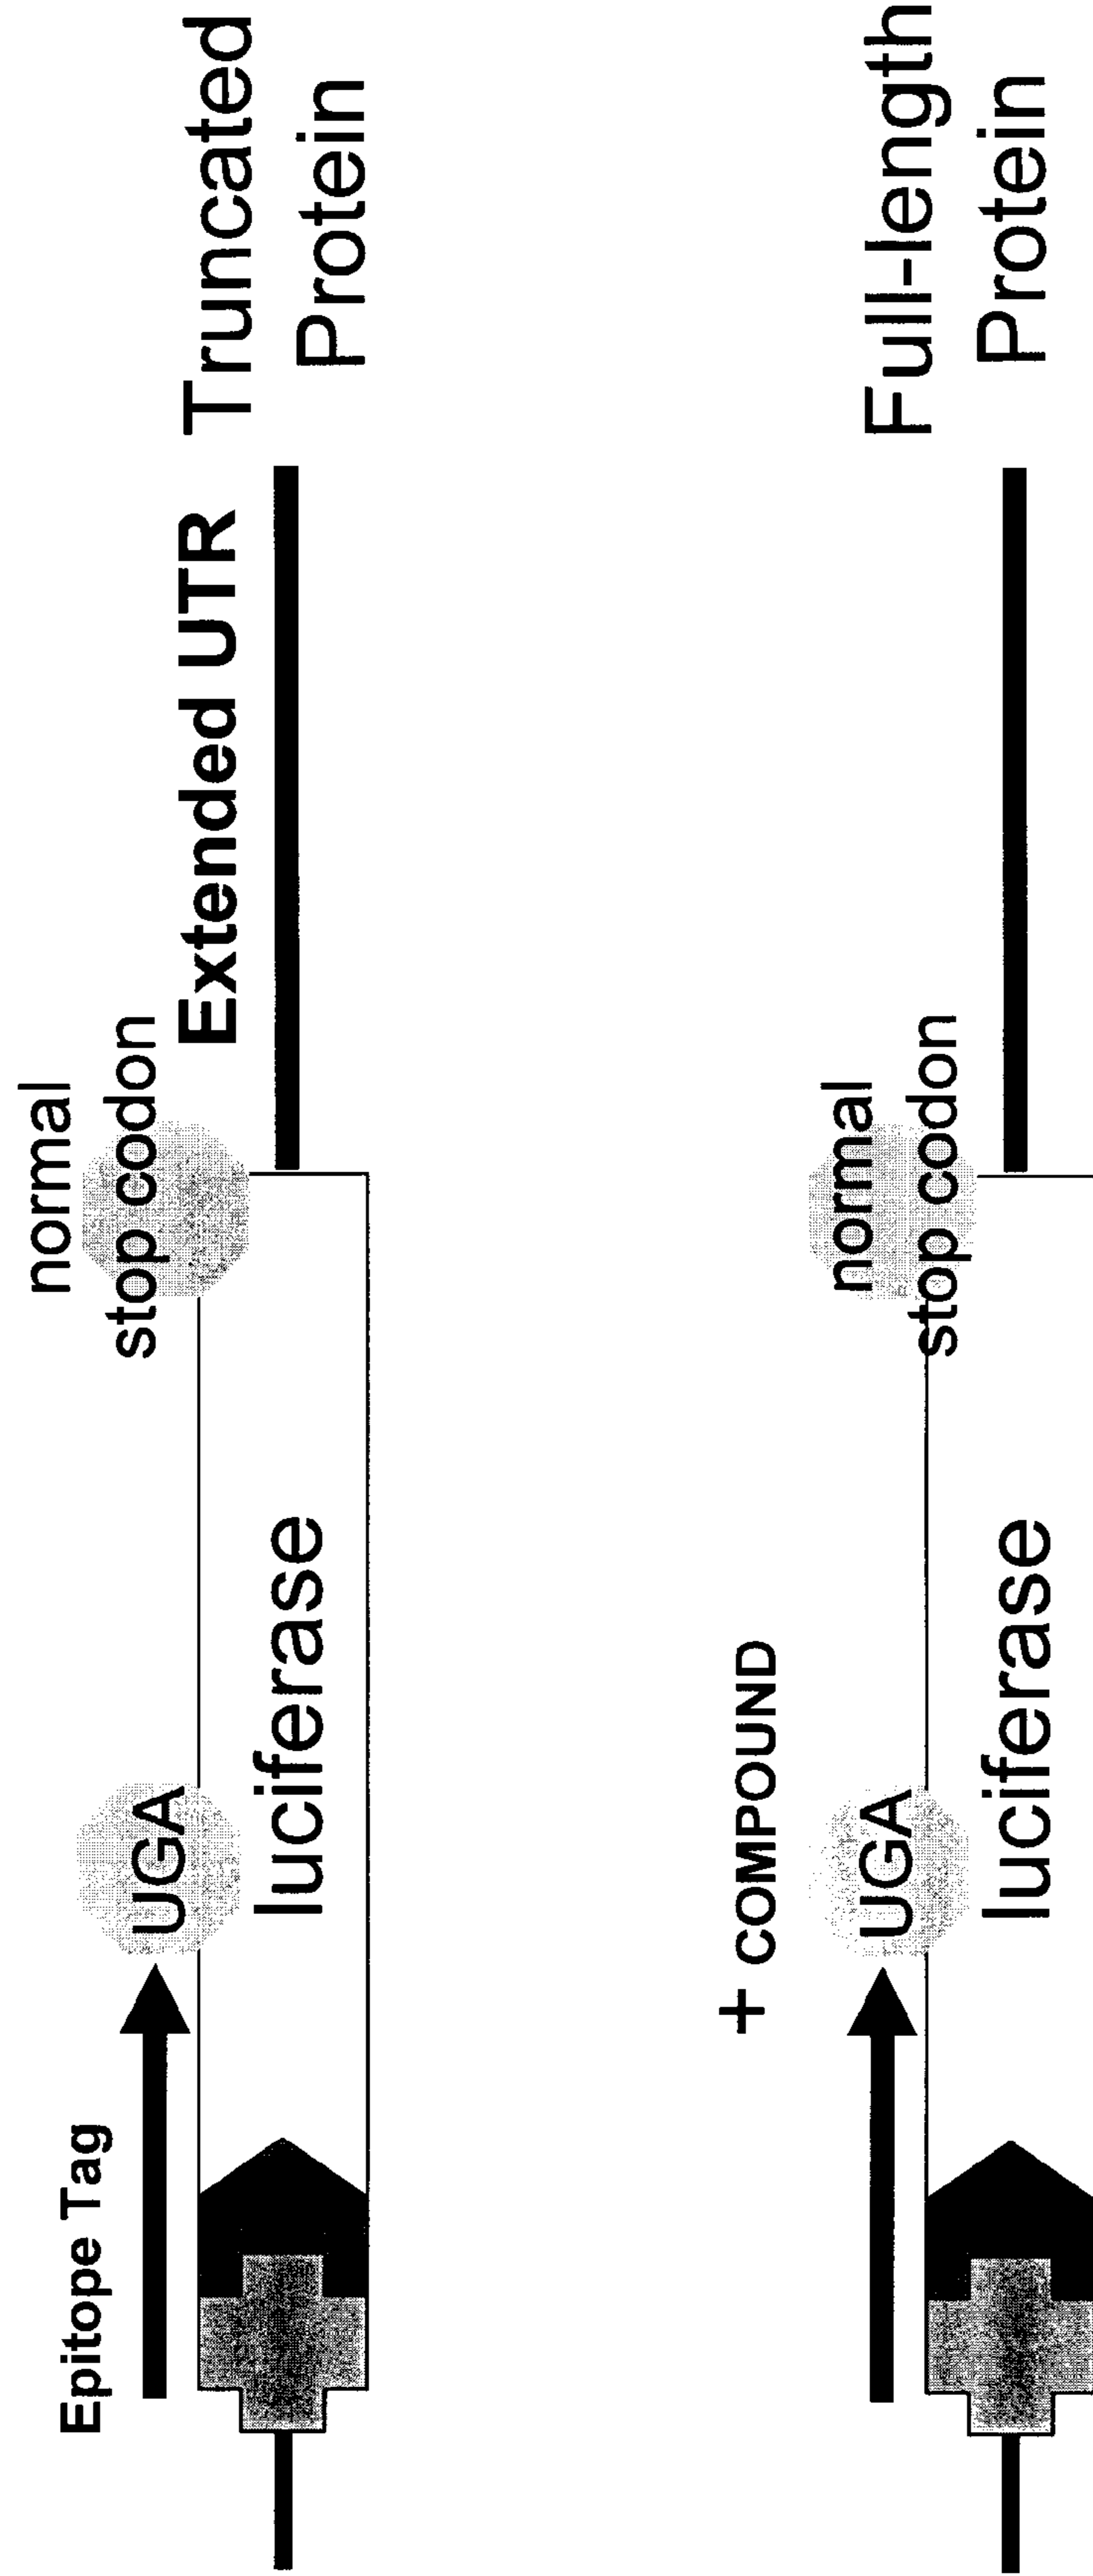 Epitope Tag
UGA
normal
stop codon
Extended UTR
luciferase
Truncated
Protein
+ COMPOUND
UGA
normal
stop codon
luciferase
Full-length
Protein